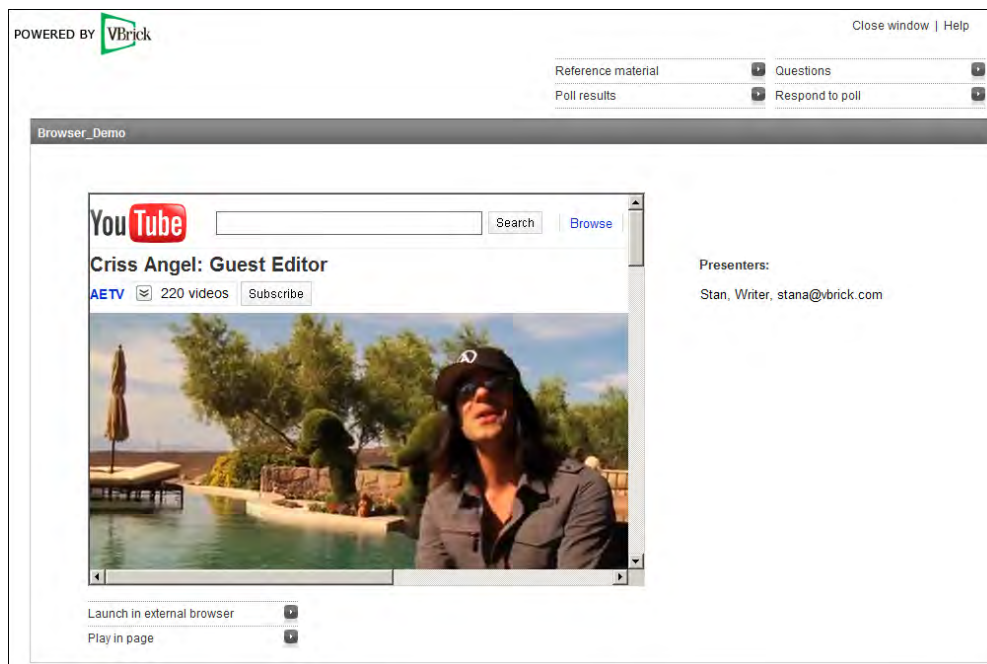 POWERED BY VBrick
Close window | Help
Reference material
Questions
Poll results
Respond to poll
Browser_Demo
YouTube
Search
Browse
Criss Angel: Guest Editor
AETV
220 videos
Subscribe
Presenters:
Stan, Writer, stana@vbrick.com
Launch in external browser
Play in page